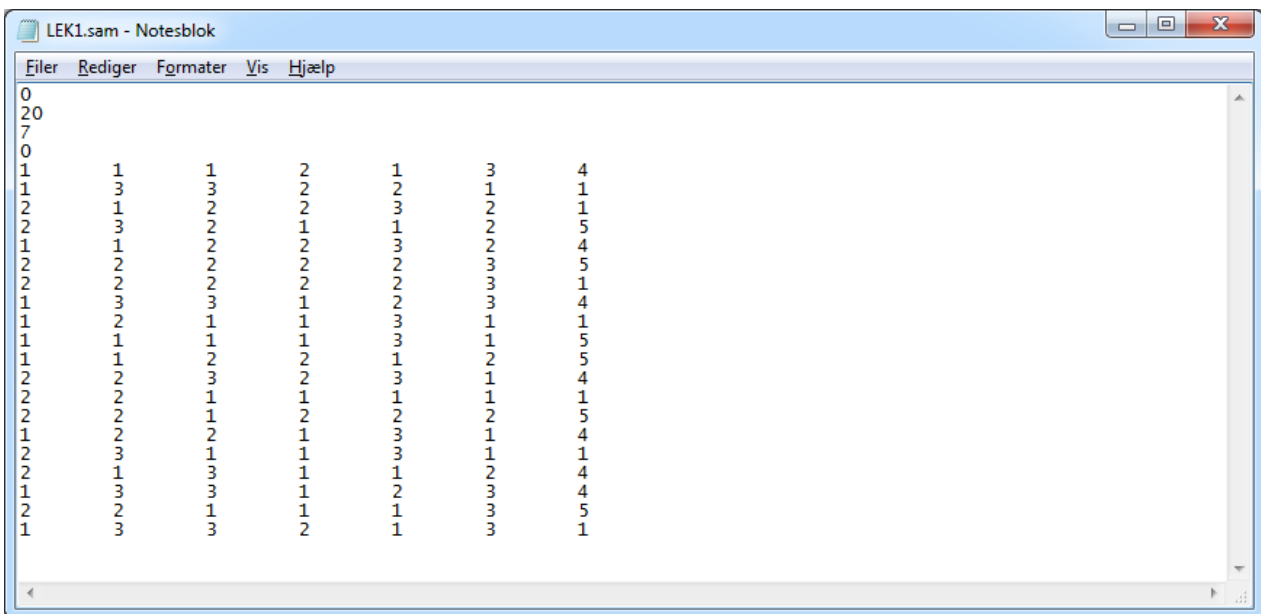 LEK1.sam - Notesblok
Filer Rediger Formater Vis Hjælp
0
20
7
0
1 1 1 2 1 3 4
1 3 3 2 2 1 1
2 1 2 2 3 2 1
2 3 2 1 1 2 5
1 1 2 2 3 2 4
2 2 2 2 2 3 5
2 2 2 2 2 3 1
1 3 3 1 2 3 4
1 2 1 1 3 1 1
1 1 1 1 3 1 5
1 1 2 2 1 2 5
2 2 3 2 3 1 4
2 2 1 1 1 1 1
2 2 1 2 2 2 5
1 2 2 1 3 1 4
2 3 1 1 3 1 1
2 1 3 1 1 2 4
1 3 3 1 2 3 4
2 2 1 1 1 3 5
1 3 3 2 1 3 1